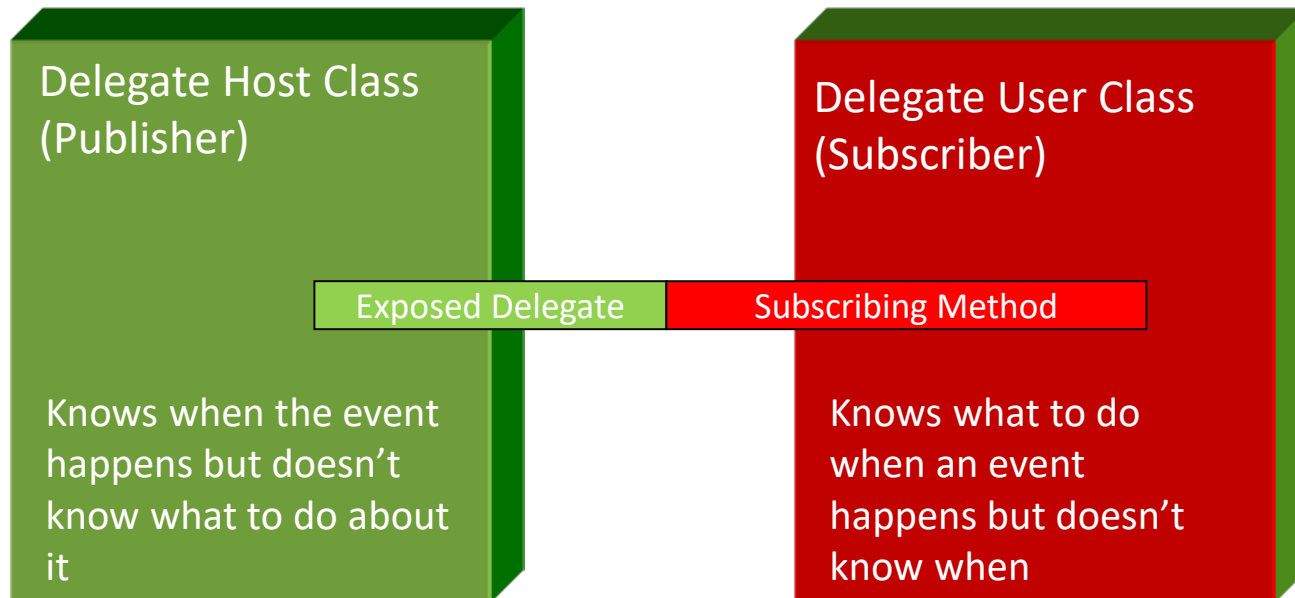 Delegate Host Class
(Publisher)
Delegate User Class
(Subscriber)
Exposed Delegate
Subscribing Method
Knows when the event
happens but doesn’t
know what to do about
it
Knows what to do
when an event
happens but doesn’t
know when